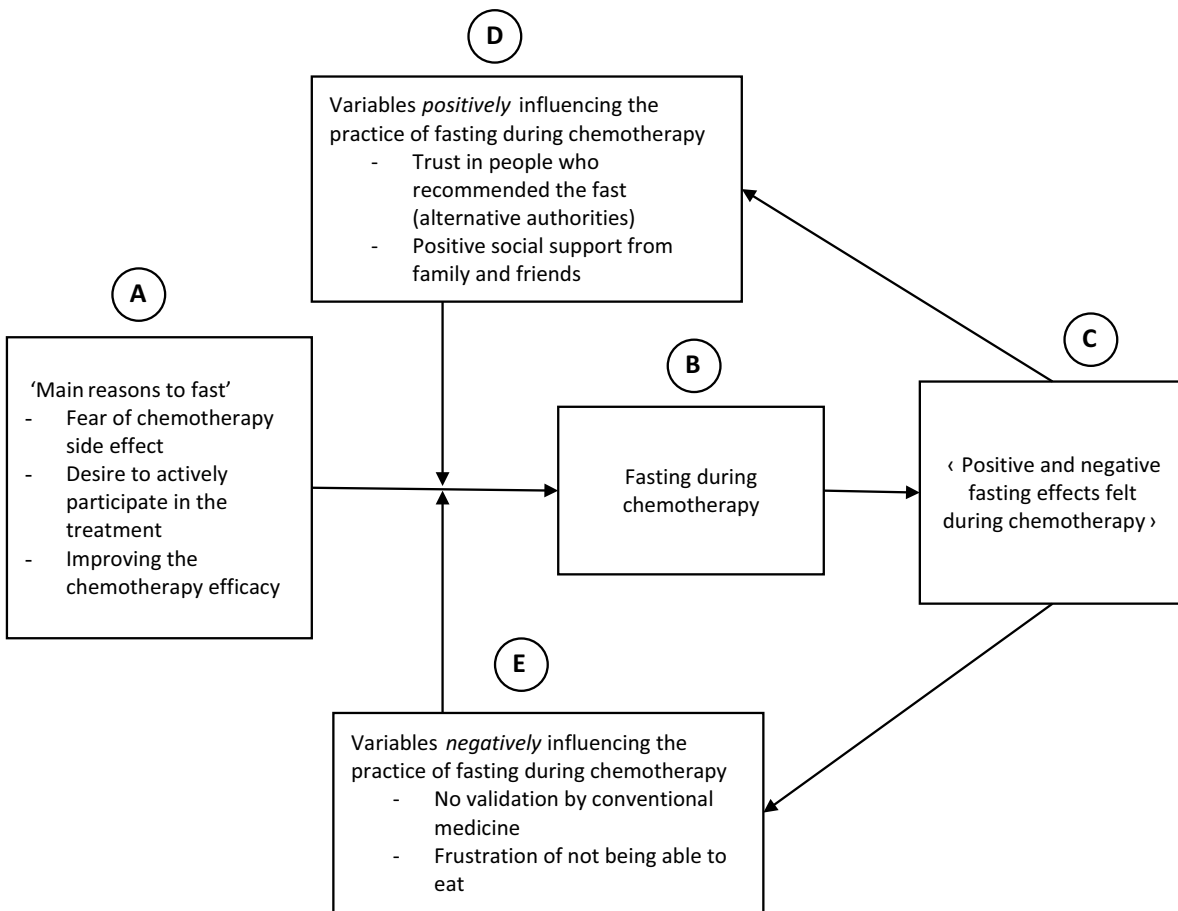 D
Variables positively influencing the
practice of fasting during chemotherapy
- Trust in people who
recommended the fast
(alternative authorities)
- Positive social support from
family and friends
A
‘Main reasons to fast’
- Fear of chemotherapy
side effect
- Desire to actively
participate in the
treatment
- Improving the
chemotherapy efficacy
B
Fasting during
chemotherapy
C
‹ Positive and negative
fasting effects felt
during chemotherapy ›
E
Variables negatively influencing the
practice of fasting during chemotherapy
- No validation by conventional
medicine
- Frustration of not being able to
eat